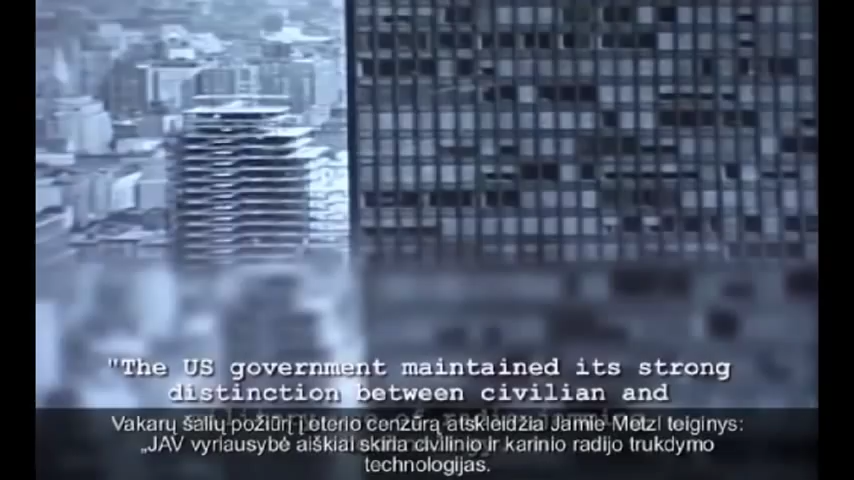 "The US government maintained its strong
distinction between civilian and
Vakarų šalių požiūrį į eterio cenzūrą atskleidžia Jamie Metzl teiginys:
„JAV vyriausybė aiškiai skiria civilinio ir karinio radijo trukdymo
technologijas.